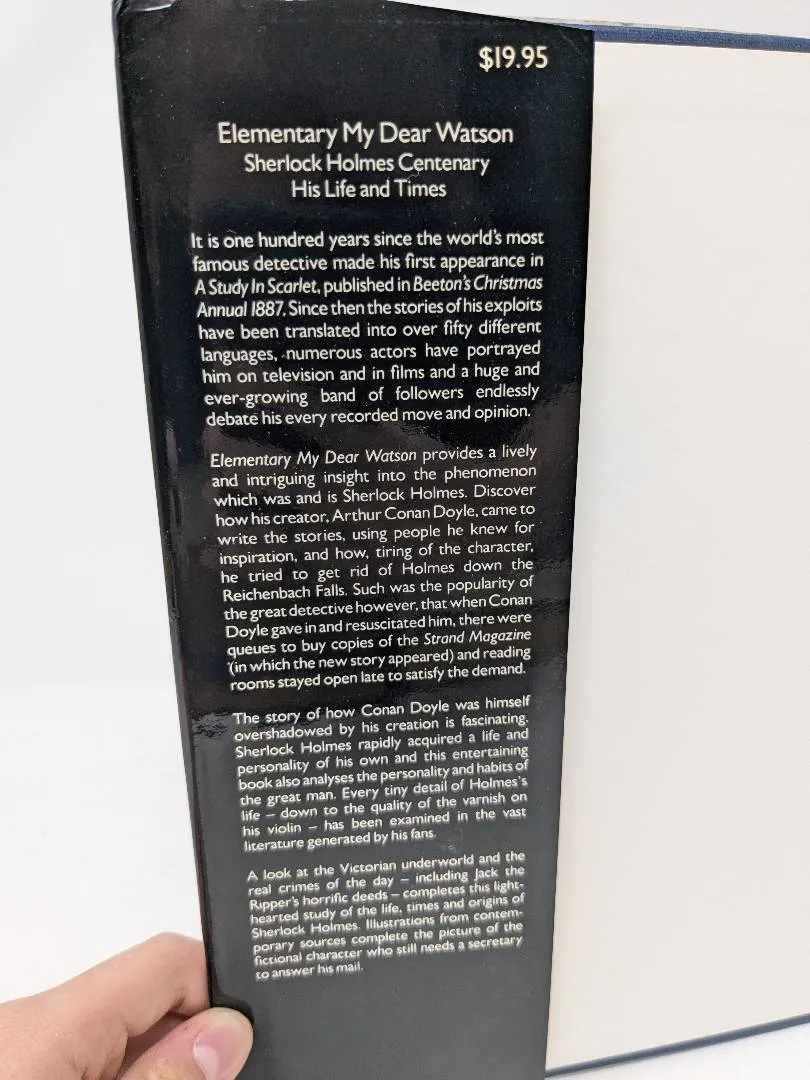 $19.95
Elementary My Dear Watson
Sherlock Holmes Centenary
His Life and Times
It is one hundred years since the world's most
famous detective made his first appearance in
A Study In Scarlet, published in Beeton's Christmas
Annual 1887. Since then the stories of his exploits
have been translated into over fifty different
languages, numerous actors have portrayed
him on television and in films and a huge and
ever-growing band of followers endlessly
debate his every recorded move and opinion.
Elementary My Dear Watson provides a lively
and intriguing insight into the phenomenon
which was and is Sherlock Holmes. Discover
how his creator, Arthur Conan Doyle, came to
write the stories, using people he knew for
inspiration, and how, tiring of the character,
he tried to get rid of Holmes down the
Reichenbach Falls. Such was the popularity of
the great detective however, that when Conan
Doyle gave in and resuscitated him, there were
queues to buy copies of the Strand Magazine
(in which the new story appeared) and reading
rooms stayed open late to satisfy the demand.
The story of how Conan Doyle was himself
overshadowed by his creation is fascinating.
Sherlock Holmes rapidly acquired a life and
personality of his own and this entertaining
book also analyses the personality and habits of
the great man. Every tiny detail of Holmes's
life – down to the quality of the varnish on
his violin – has been examined in the vast
literature generated by his fans.
A look at the Victorian underworld and the
real crimes of the day – including Jack the
Ripper's horrific deeds – completes this light-
hearted study of the life, times and origins of
Sherlock Holmes. Illustrations from contem-
porary sources complete the picture of the
fictional character who still needs a secretary
to answer his mail.